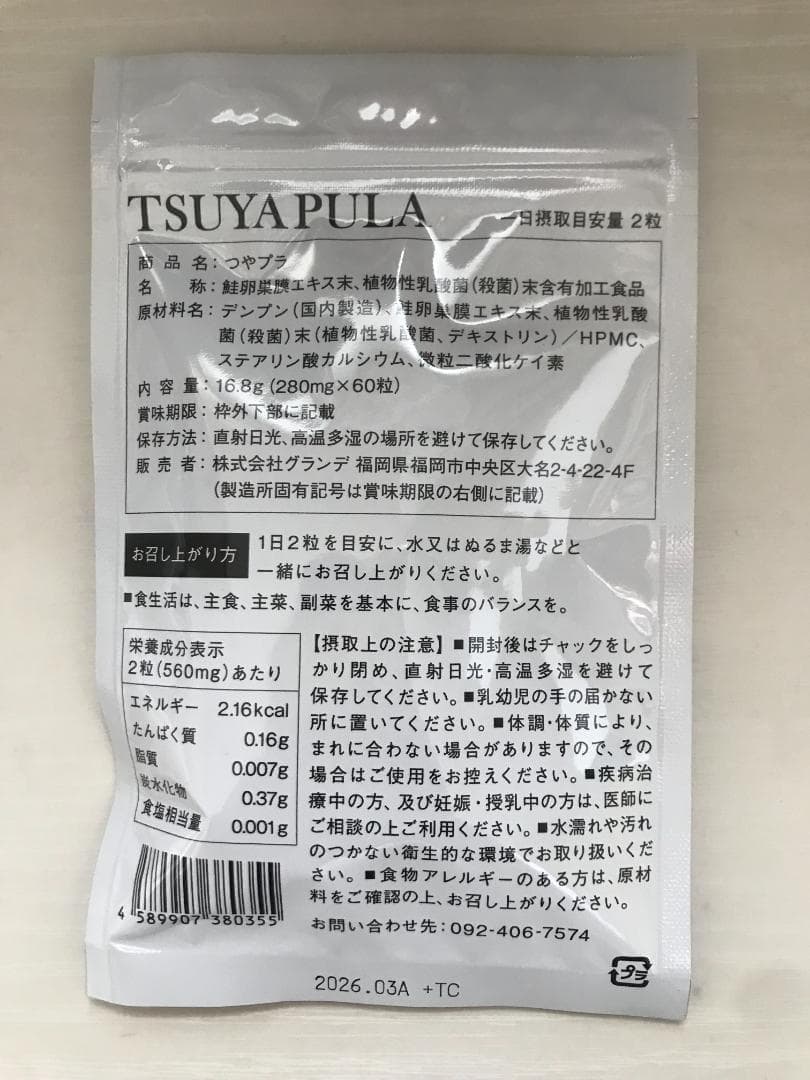 TSUYAPULA 一日摂取目安量 2粒
商品名:つやプラ
名称:鮭卵巣膜エキス末、植物性乳酸菌(殺菌)末含有加工食品
原材料名:デンプン(国内製造)、鮭卵巣膜エキス末、植物性乳酸
菌(殺菌)末(植物性乳酸菌、デキストリン)/HPMC、
ステアリン酸カルシウム、微粒二酸化ケイ素
内容量:16.8g(280mg×60粒)
賞味期限:枠外下部に記載
保存方法:直射日光、高温多湿の場所を避けて保存してください。
販売者:株式会社グランデ 福岡県福岡市中央区大名2-4-22-4F
(製造所固有記号は賞味期限の右側に記載)
お召し上がり方
1日2粒を目安に、水又はぬるま湯などと
一緒にお召し上がりください。
■食生活は、主食、主菜、副菜を基本に、食事のバランスを。
栄養成分表示
2粒(560mg)あたり
エネルギー 2.16kcal
たんぱく質 0.16g
脂質 0.007g
炭水化物 0.37g
食塩相当量 0.001g
【摂取上の注意】■開封後はチャックをしっ
かり閉め、直射日光・高温多湿を避けて
保存してください。■乳幼児の手の届かない
所に置いてください。■体調・体質により、
まれに合わない場合がありますので、その
場合はご使用をお控えください。■疾病治
療中の方、及び妊娠・授乳中の方は、医師に
ご相談の上ご利用ください。■水濡れや汚れ
のつかない衛生的な環境でお取り扱いくだ
さい。■食物アレルギーのある方は、原材
料をご確認の上、お召し上がりください。
お問い合わせ先:092-406-7574
4 589907 380355
2026.03A +TC
プラ